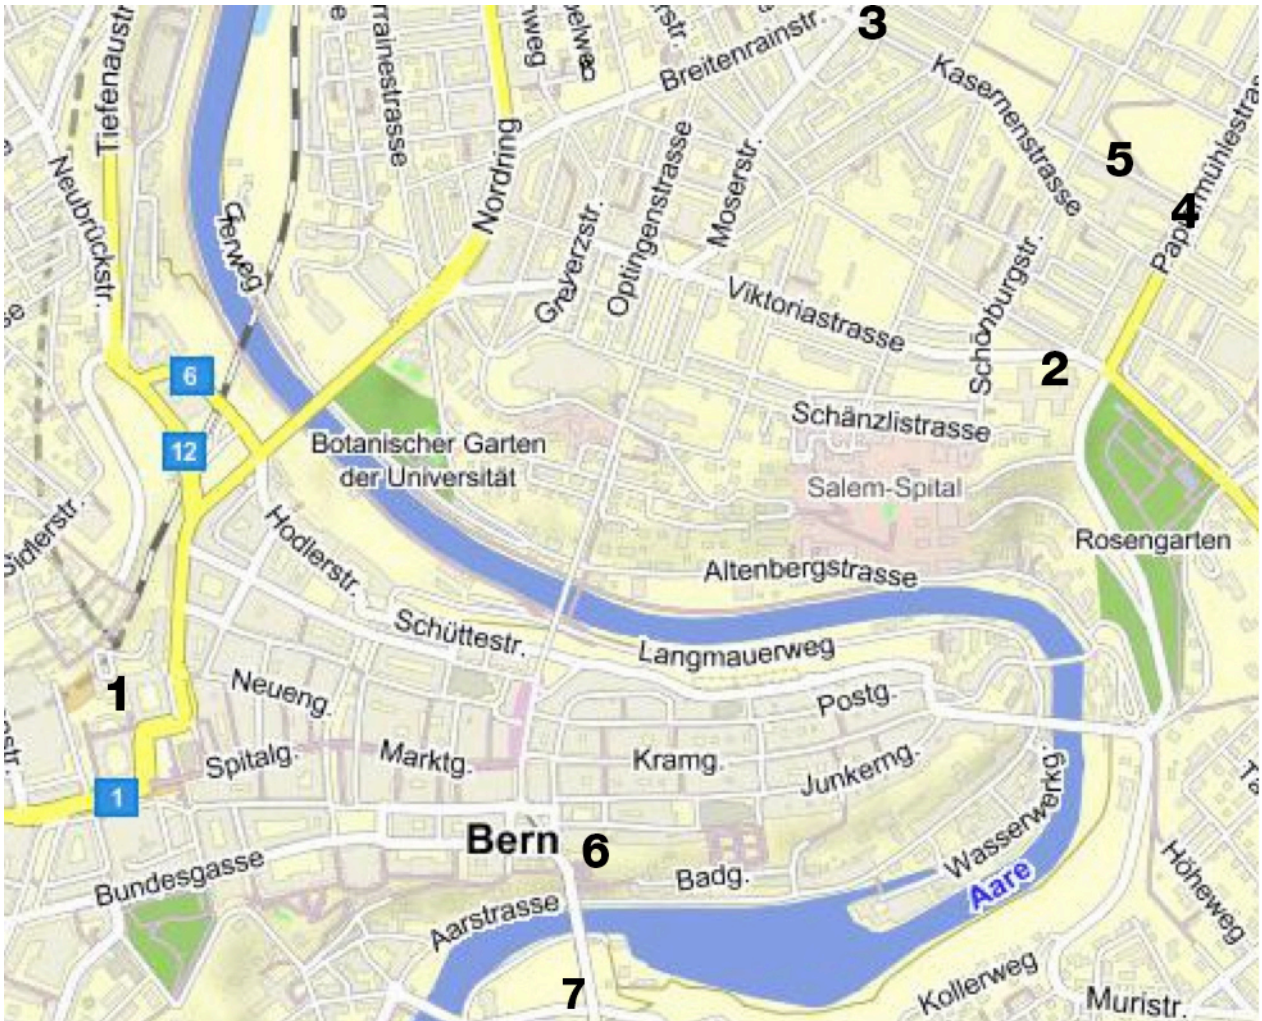 3
Breitenrainstr.
Kasernenstrasse
Tiefenaustr
Nordring
5
4
Neubrückstr.
Moserstr.
Optingenstrasse
Greyerzstr.
Viktoriastrasse
Schönburgstr.
2
6
Schänzlistrasse
12
Botanischer Garten
der Universität
Salem-Spital
Sidlerstr.
Hodlerstr.
Rosengarten
Altenbergstrasse
Schüttestr.
Langmauerweg
1
Neueng.
Postg.
Spitalg.
Marktg.
Kramg.
Junkerng.
1
Wasserwerkg.
Bern
6
Bundesgasse
Badg.
Aare
Höheweg
Aarstrasse
7
Kollerweg
Muristr.